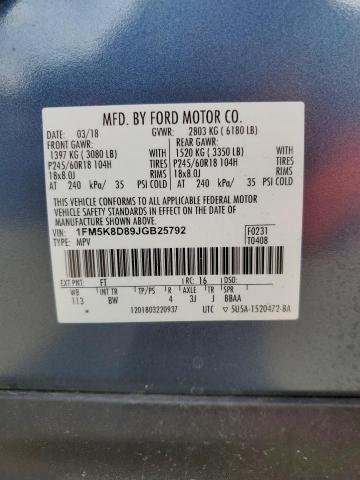 MFD. BY FORD MOTOR CO.
03/18 GVWR: 2803 KG ( 6180 LB)
FRONT GAWR: REAR GAWR:
1397 KG ( 3080 LB) WITH 1520 KG ( 3350 LB) WITH
P245/60R18 104H TIRES P245/60R18 104H TIRES
18x8.0J RIMS 18x8.0J RIMS
AT 240 kPa/ 35 PSI COLD AT 240 kPa/ 35 PSI COLD
THIS VEHICLE CONFORMS TO ALL APPLICABLE FEDERAL MOTOR
VEHICLE SAFETY AND THEFT PREVENTION STANDARDS IN EFFECT ON THE DATE OF
MANUFACTURE SHOWN ABOVE.
VIN: 1FM5K8D89JGB25792 F0231
TYPE: MPV T0408
EXT PNT: FT RC: 16 DSO:
WB INT TR TP/PS R AXLE TR SPR
113 BW 4 3J J BBAA
1201803220937 UTC 5U5A-1520472-BA